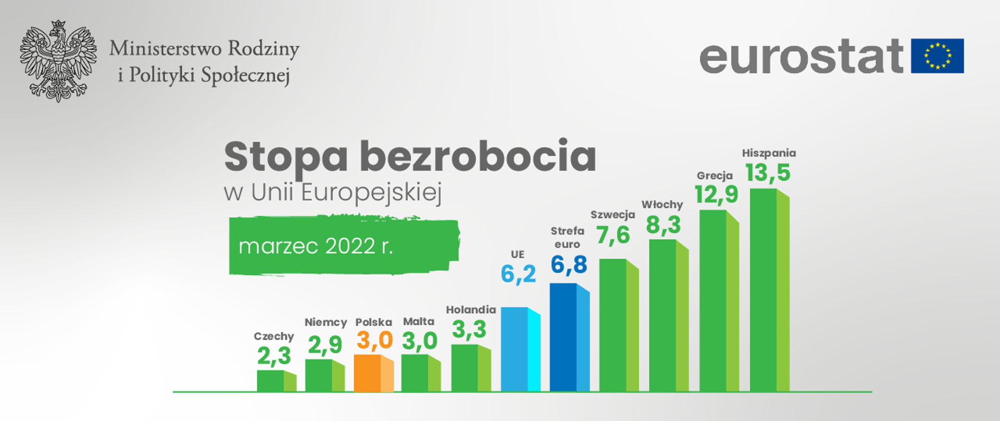 Ministerstwo Rodziny
i Polityki Społecznej
eurostat
Stopa bezrobocia
w Unii Europejskiej
marzec 2022 r.
Czechy
2,3
Niemcy
2,9
Polska
3,0
Malta
3,0
Holandia
3,3
UE
6,2
Strefa
euro
6,8
Szwecja
7,6
Włochy
8,3
Grecja
12,9
Hiszpania
13,5